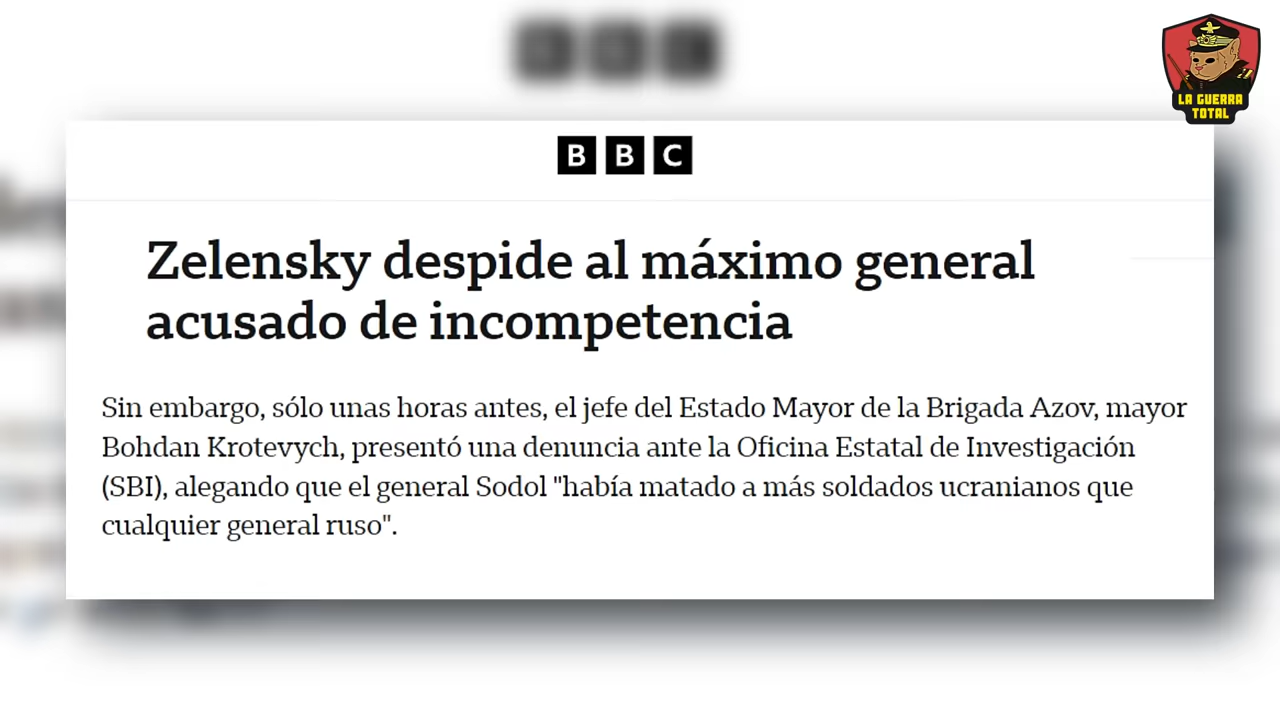 LA GUERRA
TOTAL
BBC
Zelensky despide al máximo general
acusado de incompetencia
Sin embargo, sólo unas horas antes, el jefe del Estado Mayor de la Brigada Azov, mayor
Bohdan Krotevych, presentó una denuncia ante la Oficina Estatal de Investigación
(SBI), alegando que el general Sodol "había matado a más soldados ucranianos que
cualquier general ruso".